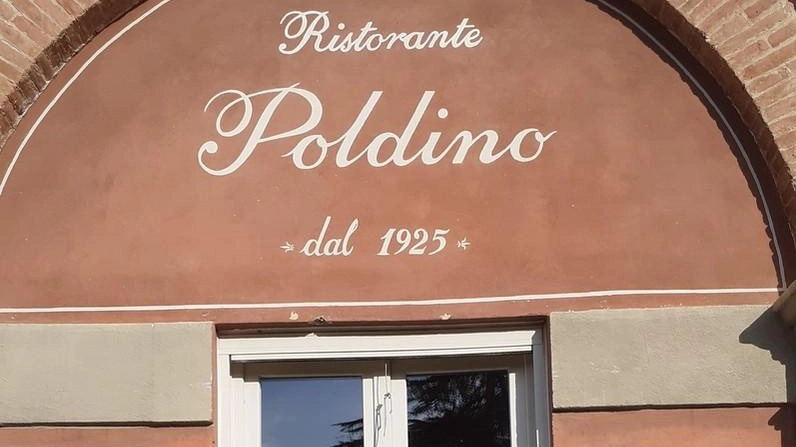 Ristorante
Poldino
dal 1925